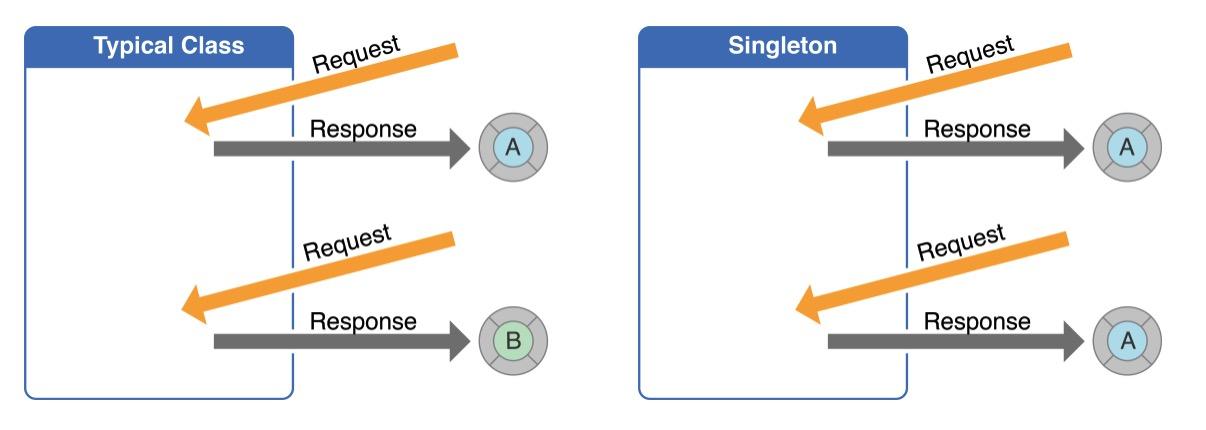 Typical Class
Request
Response
A
Request
Response
B
Singleton
Request
Response
A
Request
Response
A